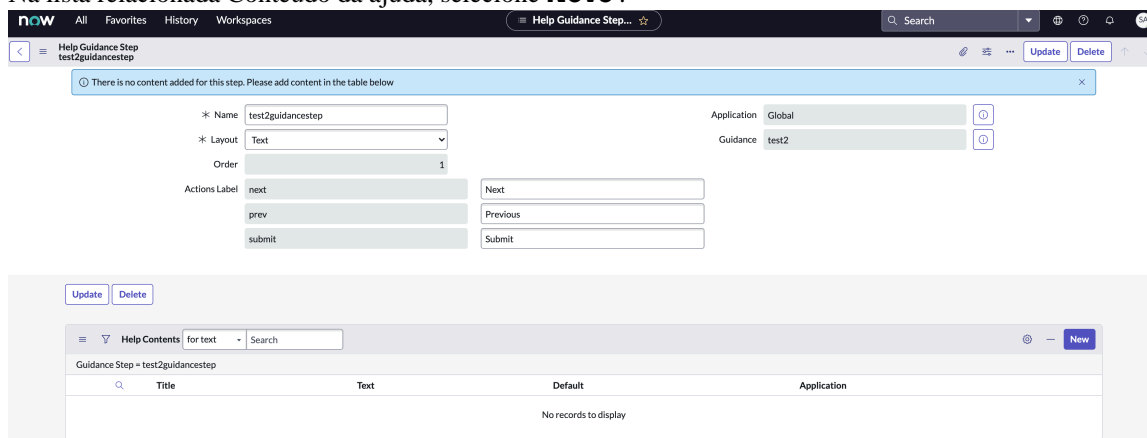 Na lista relacionada Conteúdo da ajuda, selecione Novo.
now All Favorites History Workspaces Help Guidance Step... Search
Help Guidance Step
test2guidancestep
Update Delete
There is no content added for this step. Please add content in the table below
Name test2guidancestep Application Global
Layout Text Guidance test2
Order 1
Actions Label next Next
prev Previous
submit Submit
Update Delete
Help Contents for text Search New
Guidance Step = test2guidancestep
Title Text Default Application
No records to display